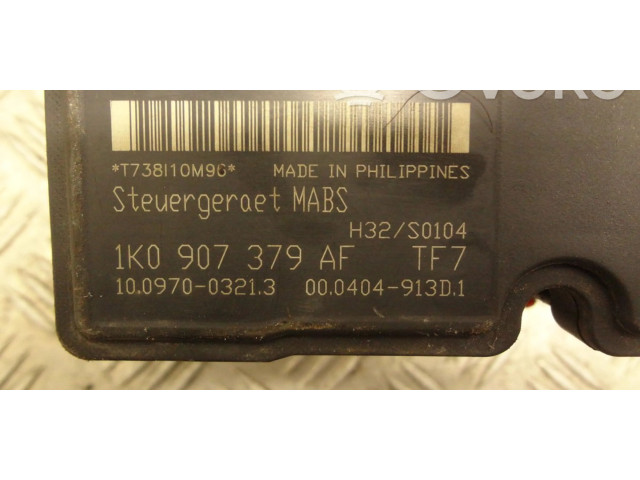 *T738I10M96* MADE IN PHILIPPINES
Steuergeraet MABS
H32/S0104
1K0 907 379 AF TF7
10.0970-0321.3 00.0404-913D.1